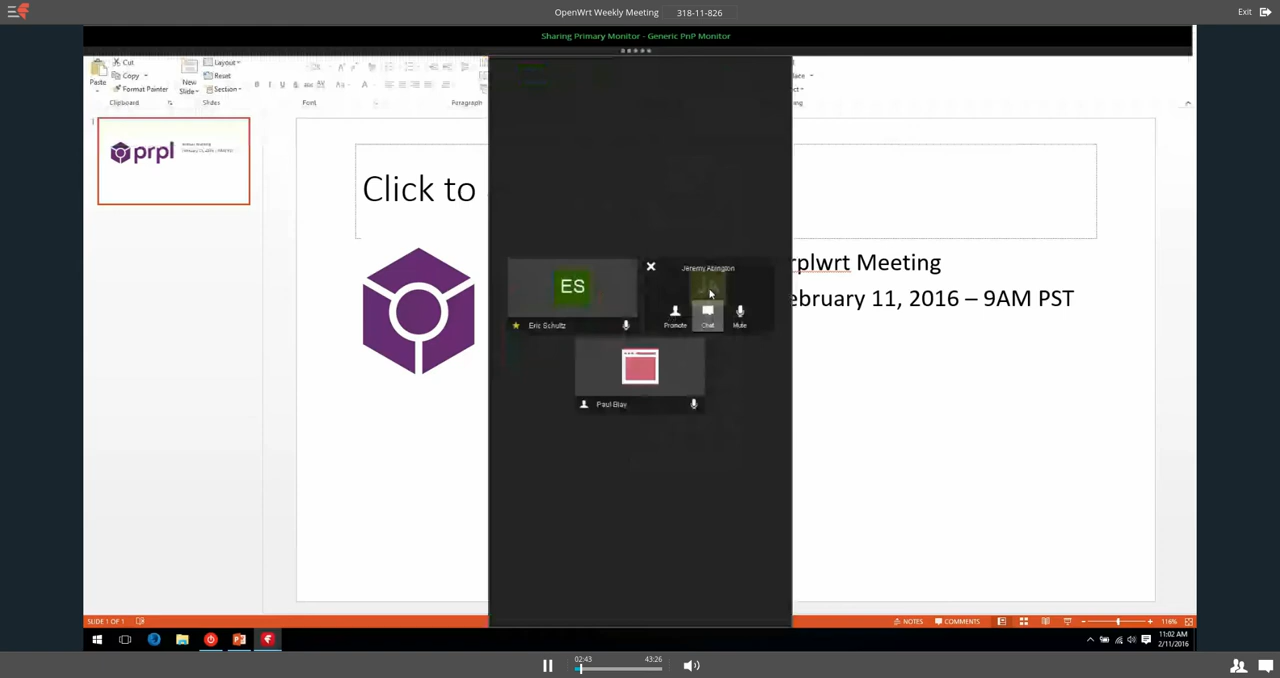 OpenWrt Weekly Meeting 318-11-826
Exit
Sharing Primary Monitor - Generic PnP Monitor
Paste
Cut
Copy
Format Painter
Clipboard
New
Slide
Layout
Reset
Section
Slides
Font
Paragraph
1
prpl
Click to
Meeting
February 11, 2016 – 9AM PST
Jeremy Abington
JA
Promote
Chat
Mute
ES
Eric Schultz
Paul Blay
SLIDE 1 OF 1
NOTES
COMMENTS
116%
11:02 AM
2/11/2016
02:43
43:26